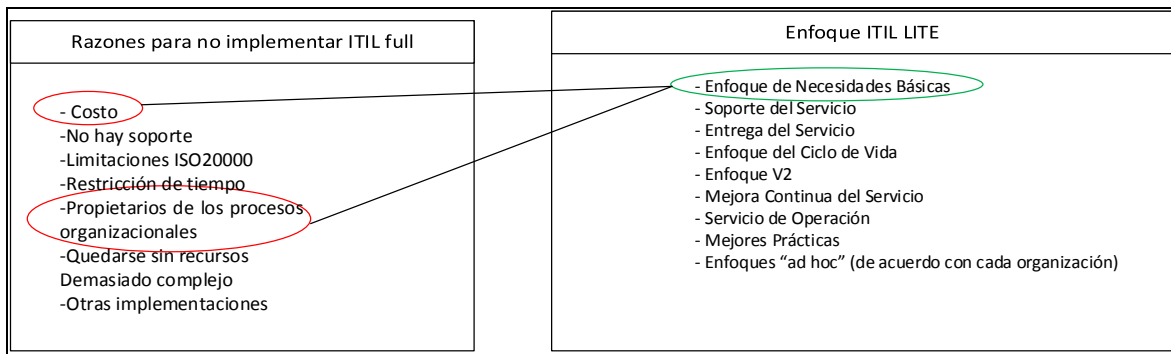 Razones para no implementar ITIL full
- Costo
-No hay soporte
-Limitaciones ISO20000
-Restricción de tiempo
-Propietarios de los procesos
organizacionales
-Quedarse sin recursos
Demasiado complejo
-Otras implementaciones
Enfoque ITIL LITE
- Enfoque de Necesidades Básicas
- Soporte del Servicio
- Entrega del Servicio
- Enfoque del Ciclo de Vida
- Enfoque V2
- Mejora Continua del Servicio
- Servicio de Operación
- Mejores Prácticas
- Enfoques “ad hoc” (de acuerdo con cada organización)